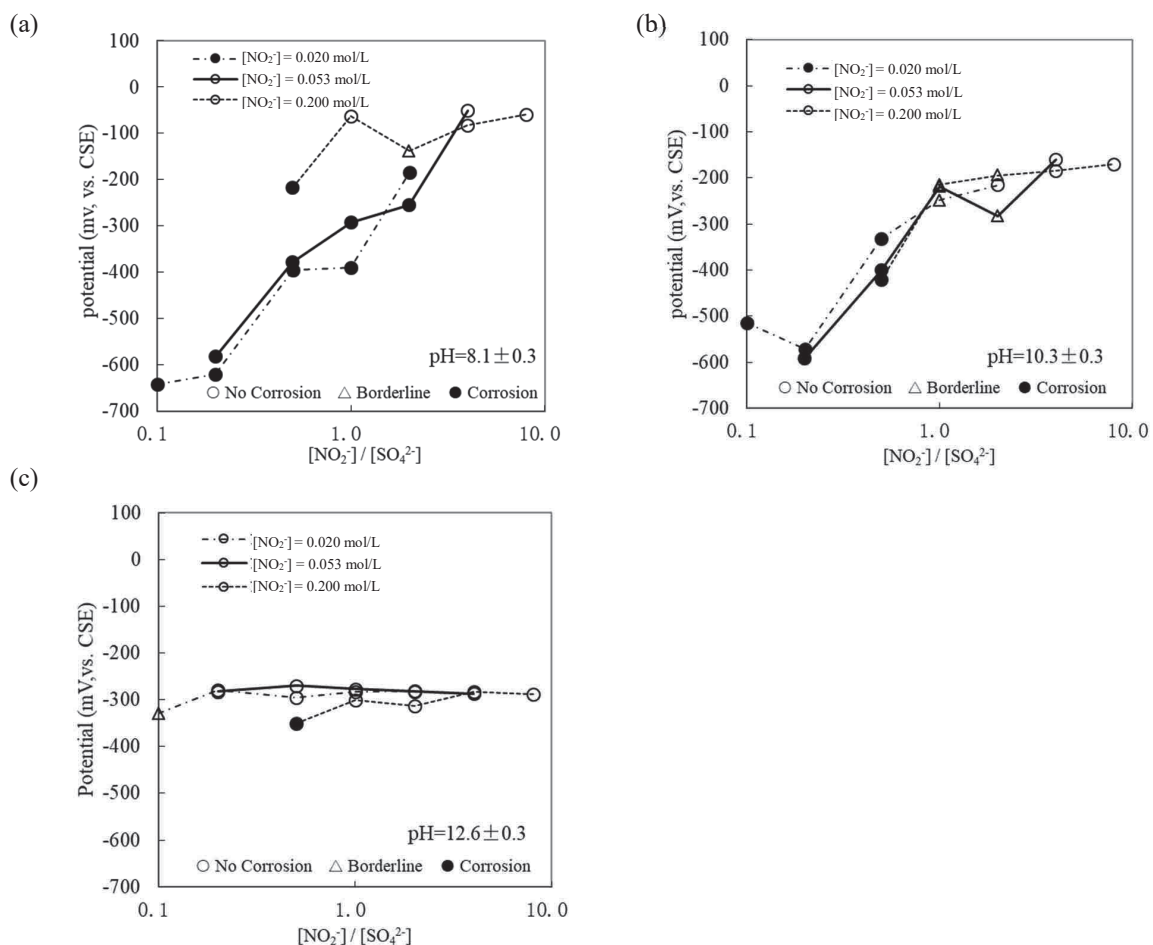 (a)
100
0
-100
-200
-300
-400
-500
-600
-700
potential (mv, vs. CSE)
[NO₂⁻] = 0.020 mol/L
[NO₂⁻] = 0.053 mol/L
[NO₂⁻] = 0.200 mol/L
pH=8.1±0.3
○ No Corrosion △ Borderline ● Corrosion
0.1 1.0 10.0
[NO₂⁻] / [SO₄²⁻]
(b)
100
0
-100
-200
-300
-400
-500
-600
-700
potential (mV,vs. CSE)
[NO₂⁻] = 0.020 mol/L
[NO₂⁻] = 0.053 mol/L
[NO₂⁻] = 0.200 mol/L
pH=10.3±0.3
○ No Corrosion △ Borderline ● Corrosion
0.1 1.0 10.0
[NO₂⁻] / [SO₄²⁻]
(c)
100
0
-100
-200
-300
-400
-500
-600
-700
Potential (mV,vs. CSE)
[NO₂⁻] = 0.020 mol/L
[NO₂⁻] = 0.053 mol/L
[NO₂⁻] = 0.200 mol/L
pH=12.6±0.3
○ No Corrosion △ Borderline ● Corrosion
0.1 1.0 10.0
[NO₂⁻] / [SO₄²⁻]